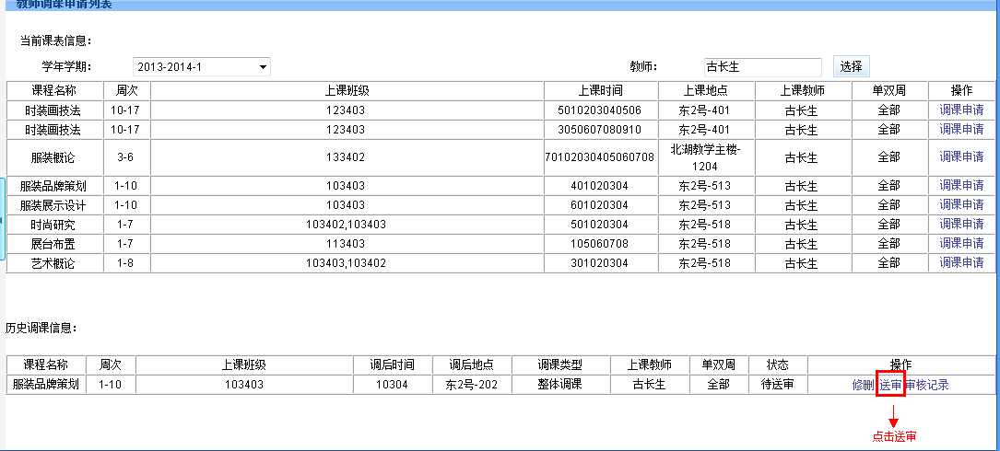 教师调课申请列表
当前课表信息：
学年学期： 2013-2014-1 教师： 古长生 选择
课程名称 周次 上课班级 上课时间 上课地点 上课教师 单双周 操作
时装画技法 10-17 123403 5010203040506 东2号-401 古长生 全部 调课申请
时装画技法 10-17 123403 3050607080910 东2号-401 古长生 全部 调课申请
服装概论 3-6 133402 70102030405060708 北湖教学主楼-1204 古长生 全部 调课申请
服装品牌策划 1-10 103403 401020304 东2号-513 古长生 全部 调课申请
服装展示设计 1-10 103403 601020304 东2号-513 古长生 全部 调课申请
时尚研究 1-7 103402,103403 501020304 东2号-518 古长生 全部 调课申请
展台布置 1-7 113403 105060708 东2号-518 古长生 全部 调课申请
艺术概论 1-8 103403,103402 301020304 东2号-518 古长生 全部 调课申请
历史调课信息：
课程名称 周次 上课班级 调后时间 调后地点 调课类型 上课教师 单双周 状态 操作
服装品牌策划 1-10 103403 10304 东2号-202 整体调课 古长生 全部 待送审 修删 送审 审核记录
点击送审